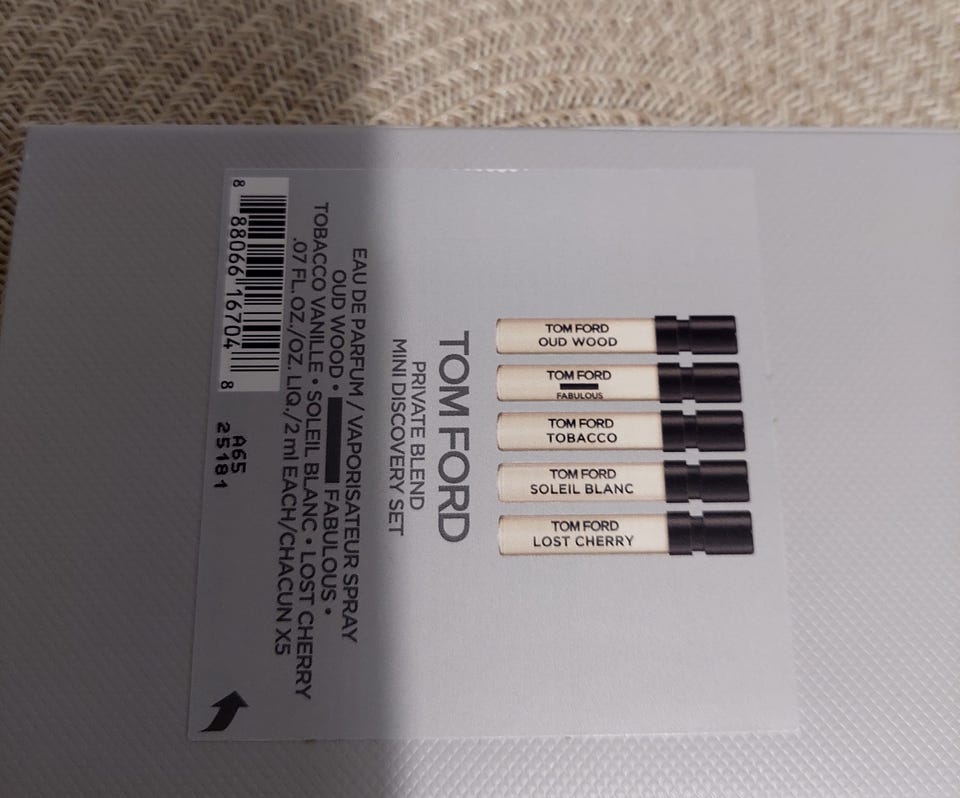 TOM FORD
OUD WOOD
TOM FORD
FABULOUS
TOM FORD
TOBACCO
TOM FORD
SOLEIL BLANC
TOM FORD
LOST CHERRY
TOM FORD
PRIVATE BLEND
MINI DISCOVERY SET
EAU DE PARFUM / VAPORISATEUR SPRAY
OUD WOOD • FABULOUS •
TOBACCO VANILLE • SOLEIL BLANC • LOST CHERRY
.07 FL. OZ./OZ. LIQ./2 ml EACH/CHACUN X5
8 88066 16704 8
A65
25181